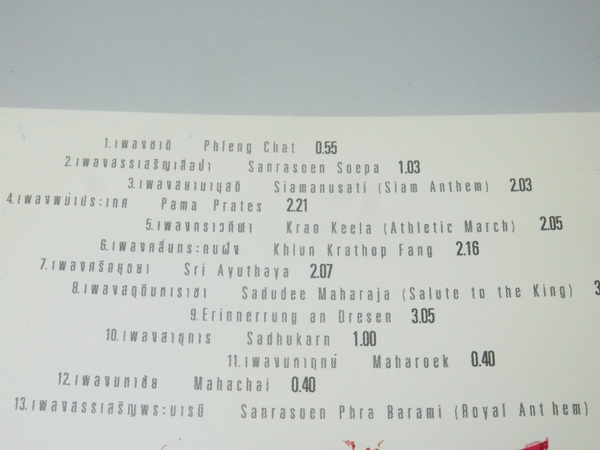 1.เพลงชาติ Phleng Chat 0.55
2.เพลงสรรเสริญเสือป่า Sanrasoen Soepa 1.03
3.เพลงสยามานุสติ Siamanusati (Siam Anthem) 2.03
4.เพลงพม่าประเทศ Pama Prates 2.21
5.เพลงกราวกีฬา Krao Keela (Athletic March) 2.05
6.เพลงคลื่นกระทบฝั่ง Khlun Krathop Fang 2.16
7.เพลงศรีอยุธยา Sri Ayuthaya 2.07
8.เพลงสดุดีมหาราชา Sadudee Maharaja (Salute to the King)
9.Erinnerrung an Dresen 3.05
10.เพลงสาธุการ Sadhukarn 1.00
11.เพลงมหาฤกษ์ Maharoek 0.40
12.เพลงมหาชัย Mahachai 0.40
13.เพลงสรรเสริญพระบารมี Sanrasoen Phra Barami (Royal Anthem)